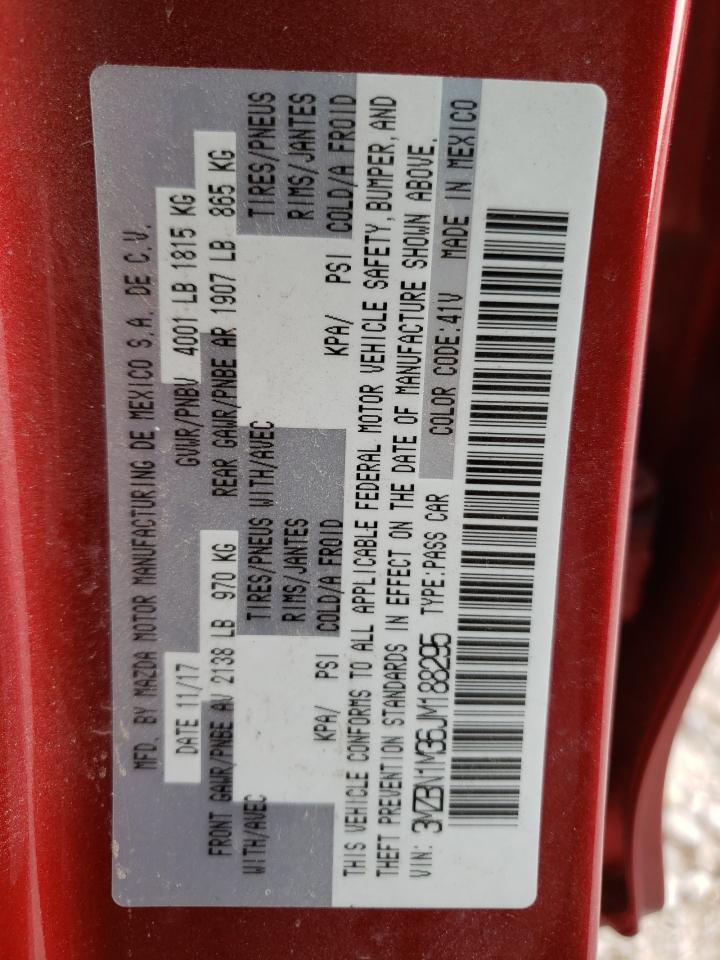 MFD. BY MAZDA MOTOR MANUFACTURING DE MEXICO S.A. DE C.V.
DATE 11/17 GVWR/PNBV 4001 LB 1815 KG
FRONT GAWR/PNBE AV 2138 LB 970 KG REAR GAWR/PNBE AR 1907 LB 865 KG
WITH/AVEC TIRES/PNEUS WITH/AVEC TIRES/PNEUS
RIMS/JANTES RIMS/JANTES
KPA/ PSI COLD/A FROID KPA/ PSI COLD/A FROID
THIS VEHICLE CONFORMS TO ALL APPLICABLE FEDERAL MOTOR VEHICLE SAFETY, BUMPER, AND
THEFT PREVENTION STANDARDS IN EFFECT ON THE DATE OF MANUFACTURE SHOWN ABOVE.
VIN: 3MZBN1M36JM188295 TYPE:PASS CAR COLOR CODE:41V MADE IN MEXICO